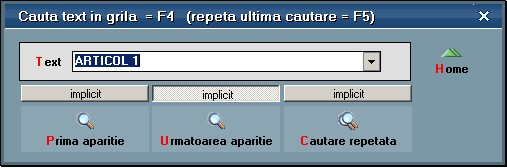 Cauta text in grila = F4 (repeta ultima cautare = F5)
Text ARTICOL 1
Home
implicit implicit implicit
Prima aparitie Urmatoarea aparitie Cautare repetata